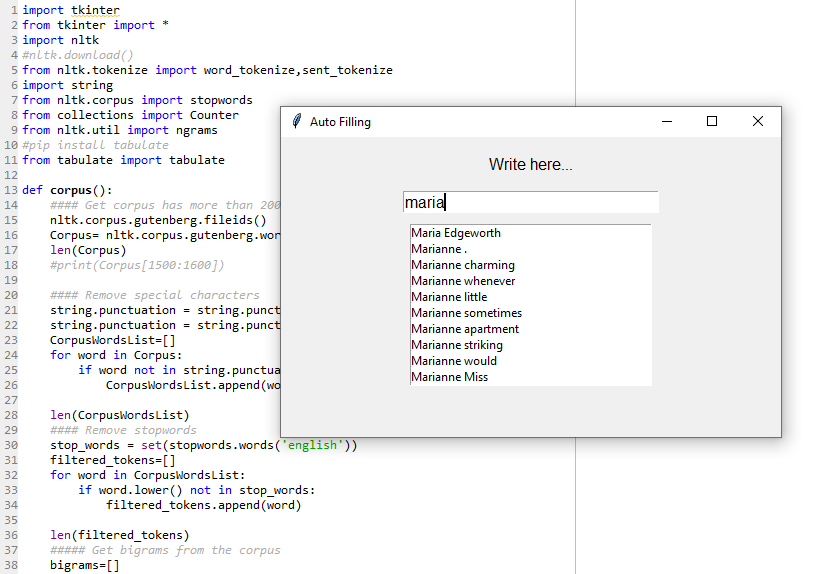 1 import tkinter
2 from tkinter import *
3 import nltk
4 #nltk.download()
5 from nltk.tokenize import word_tokenize,sent_tokenize
6 import string
7 from nltk.corpus import stopwords
8 from collections import Counter
9 from nltk.util import ngrams
10 #pip install tabulate
11 from tabulate import tabulate
12
13 def corpus():
14     #### Get corpus has more than 200
15     nltk.corpus.gutenberg.fileids()
16     Corpus= nltk.corpus.gutenberg.wor
17     len(Corpus)
18     #print(Corpus[1500:1600])
19
20     #### Remove special characters
21     string.punctuation = string.punct
22     string.punctuation = string.punct
23     CorpusWordsList=[]
24     for word in Corpus:
25         if word not in string.punctua
26             CorpusWordsList.append(wo
27
28     len(CorpusWordsList)
29     #### Remove stopwords
30     stop_words = set(stopwords.words('english'))
31     filtered_tokens=[]
32     for word in CorpusWordsList:
33         if word.lower() not in stop_words:
34             filtered_tokens.append(word)
35
36     len(filtered_tokens)
37     ##### Get bigrams from the corpus
38     bigrams=[]
Auto Filling
Write here...
maria
Maria Edgeworth
Marianne .
Marianne charming
Marianne whenever
Marianne little
Marianne sometimes
Marianne apartment
Marianne striking
Marianne would
Marianne Miss